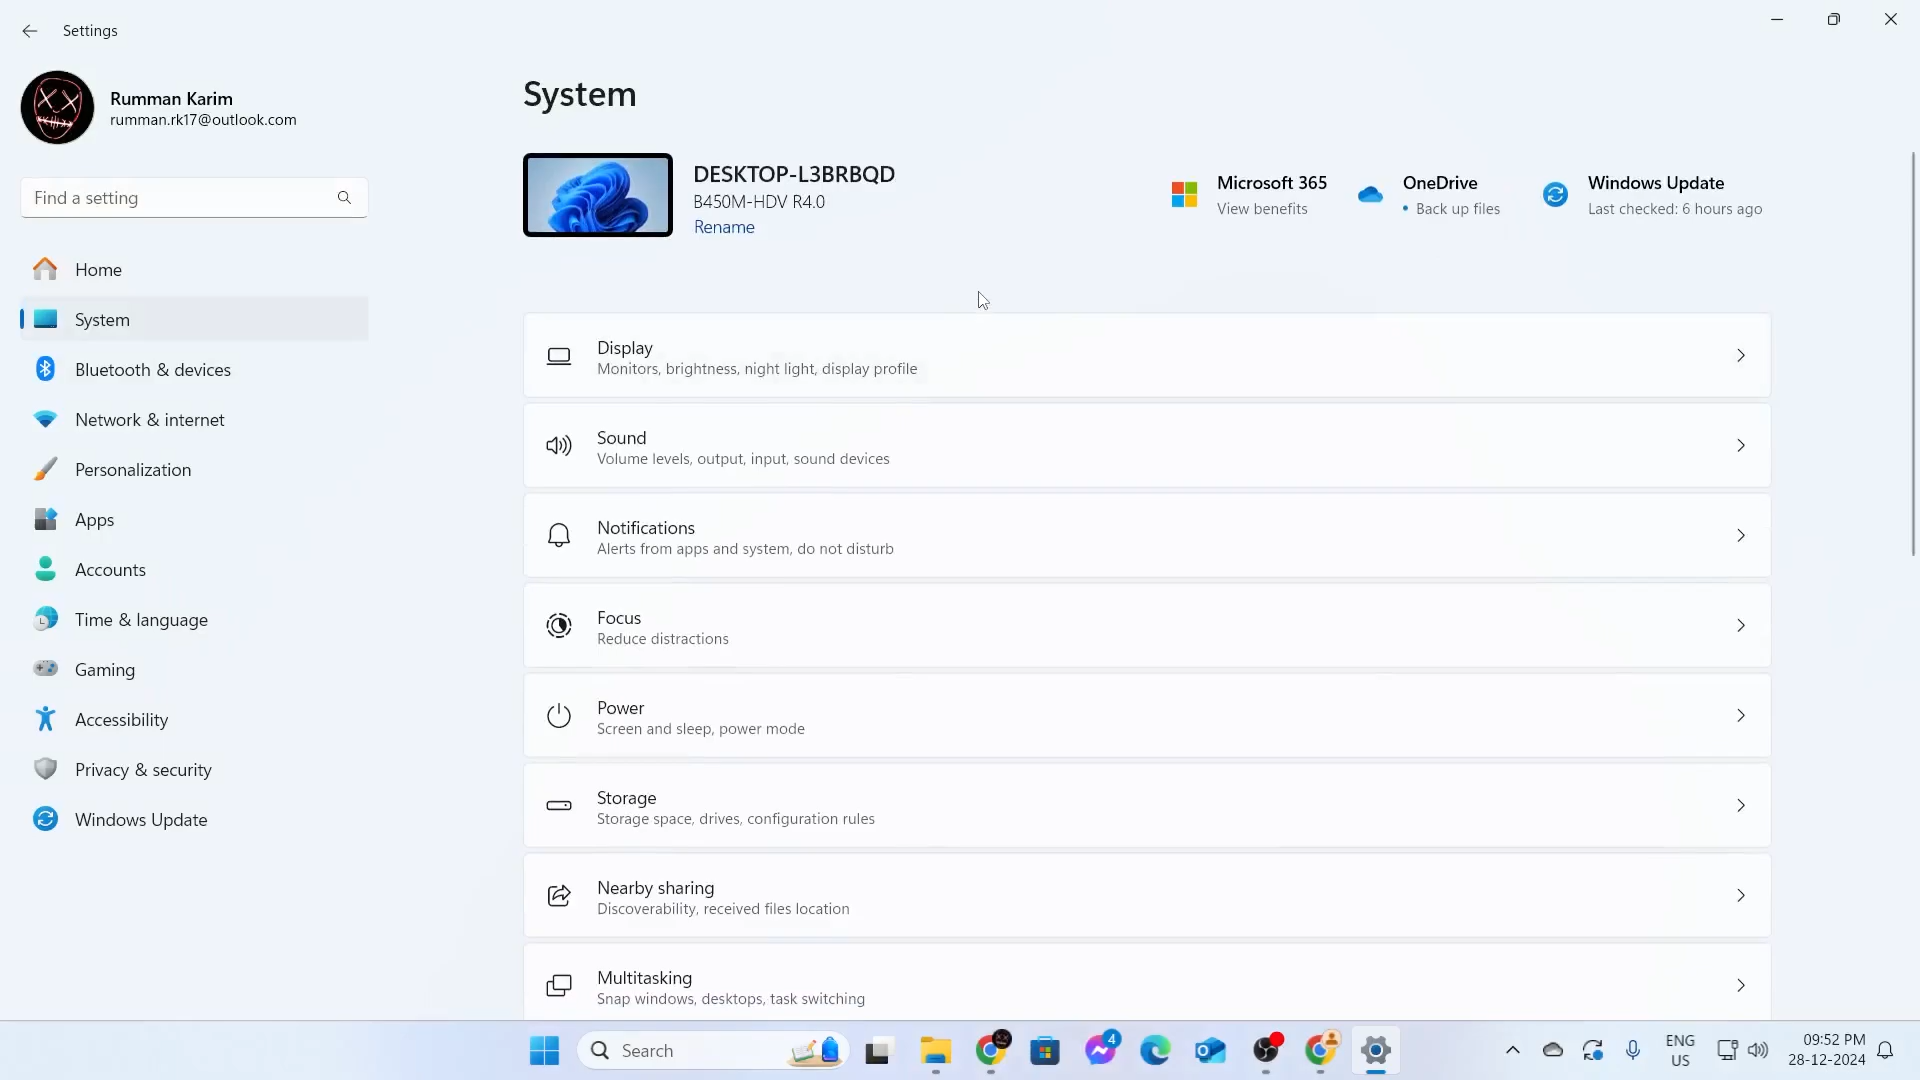 Settings
Rumman Karim
rumman.rk17@outlook.com
Find a setting
Home
System
Bluetooth & devices
Network & internet
Personalization
Apps
Accounts
Time & language
Gaming
Accessibility
Privacy & security
Windows Update
System
DESKTOP-L3BRBQD
B450M-HDV R4.0
Rename
Microsoft 365
View benefits
OneDrive
• Back up files
Windows Update
Last checked: 6 hours ago
Display
Monitors, brightness, night light, display profile
Sound
Volume levels, output, input, sound devices
Notifications
Alerts from apps and system, do not disturb
Focus
Reduce distractions
Power
Screen and sleep, power mode
Storage
Storage space, drives, configuration rules
Nearby sharing
Discoverability, received files location
Multitasking
Snap windows, desktops, task switching
Search
4
ENG
US
09:52 PM
28-12-2024